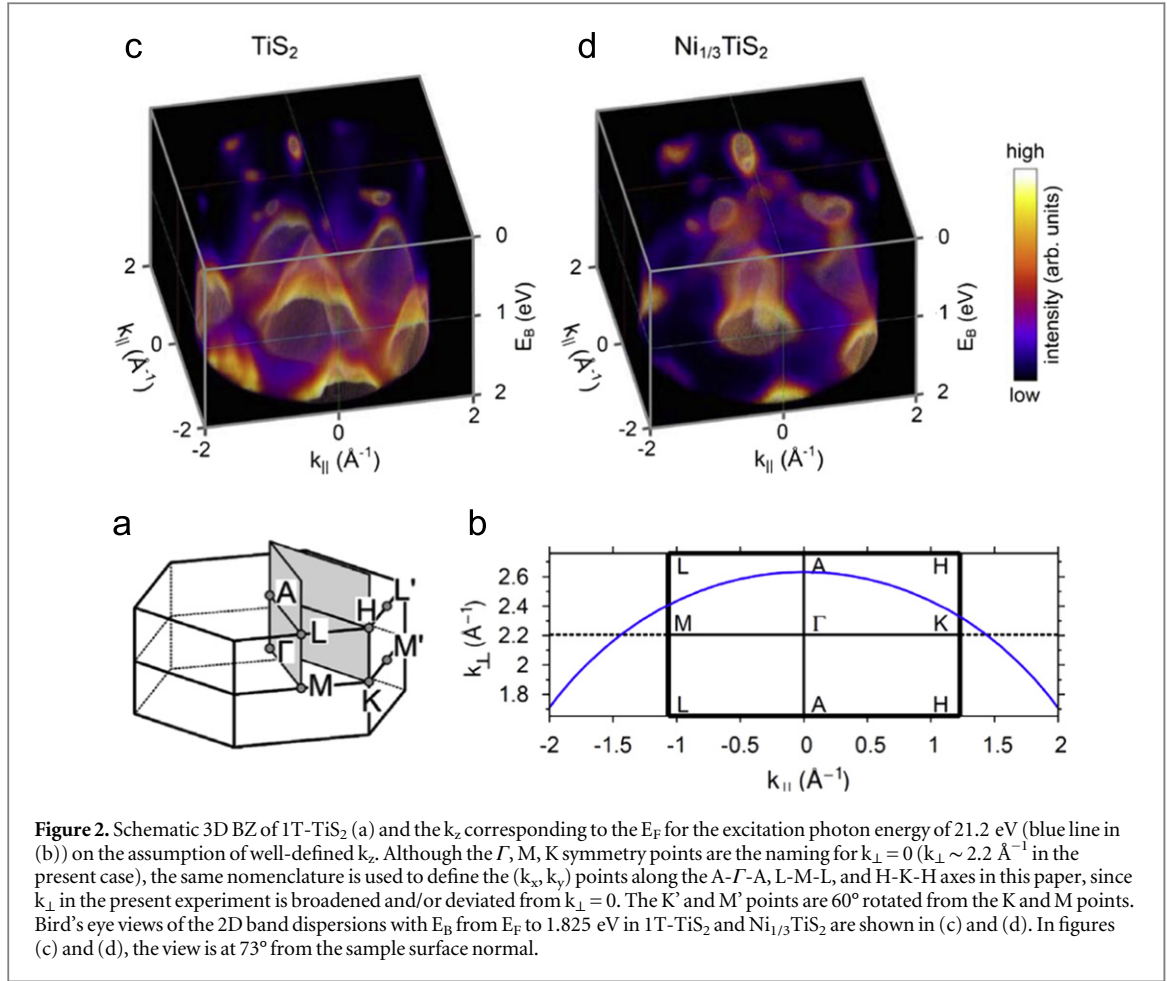 c
TiS2
d
Ni1/3TiS2
high
intensity (arb. units)
low
0
1
2
EB (eV)
2
0
-2
k|| (Å-1)
-2
0
2
k|| (Å-1)
0
1
2
EB (eV)
2
0
-2
k|| (Å-1)
-2
0
2
k|| (Å-1)
a
A
L'
H
L
Γ
M'
M
K
b
2.6
2.4
2.2
2
1.8
k⊥ (Å-1)
L A H
M Γ K
L A H
-2 -1.5 -1 -0.5 0 0.5 1 1.5 2
k|| (Å-1)
Figure 2. Schematic 3D BZ of 1T-TiS2 (a) and the kz corresponding to the EF for the excitation photon energy of 21.2 eV (blue line in
(b)) on the assumption of well-defined kz. Although the Γ, M, K symmetry points are the naming for k⊥ = 0 (k⊥ ~ 2.2 Å-1 in the
present case), the same nomenclature is used to define the (kx, ky) points along the A-Γ-A, L-M-L, and H-K-H axes in this paper, since
k⊥ in the present experiment is broadened and/or deviated from k⊥ = 0. The K' and M' points are 60° rotated from the K and M points.
Bird's eye views of the 2D band dispersions with EB from EF to 1.825 eV in 1T-TiS2 and Ni1/3TiS2 are shown in (c) and (d). In figures
(c) and (d), the view is at 73° from the sample surface normal.